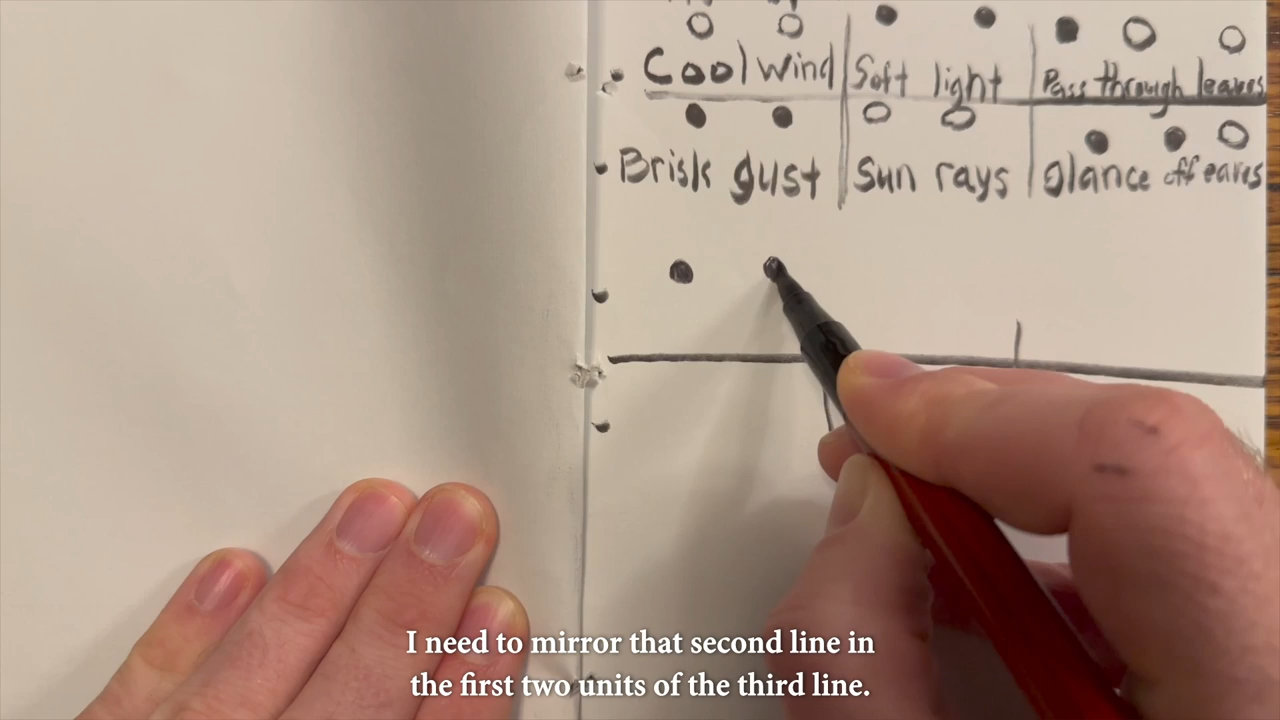 Cool wind Soft light Pass through leaves
Brisk gust Sun rays Glance off eaves
I need to mirror that second line in
the first two units of the third line.